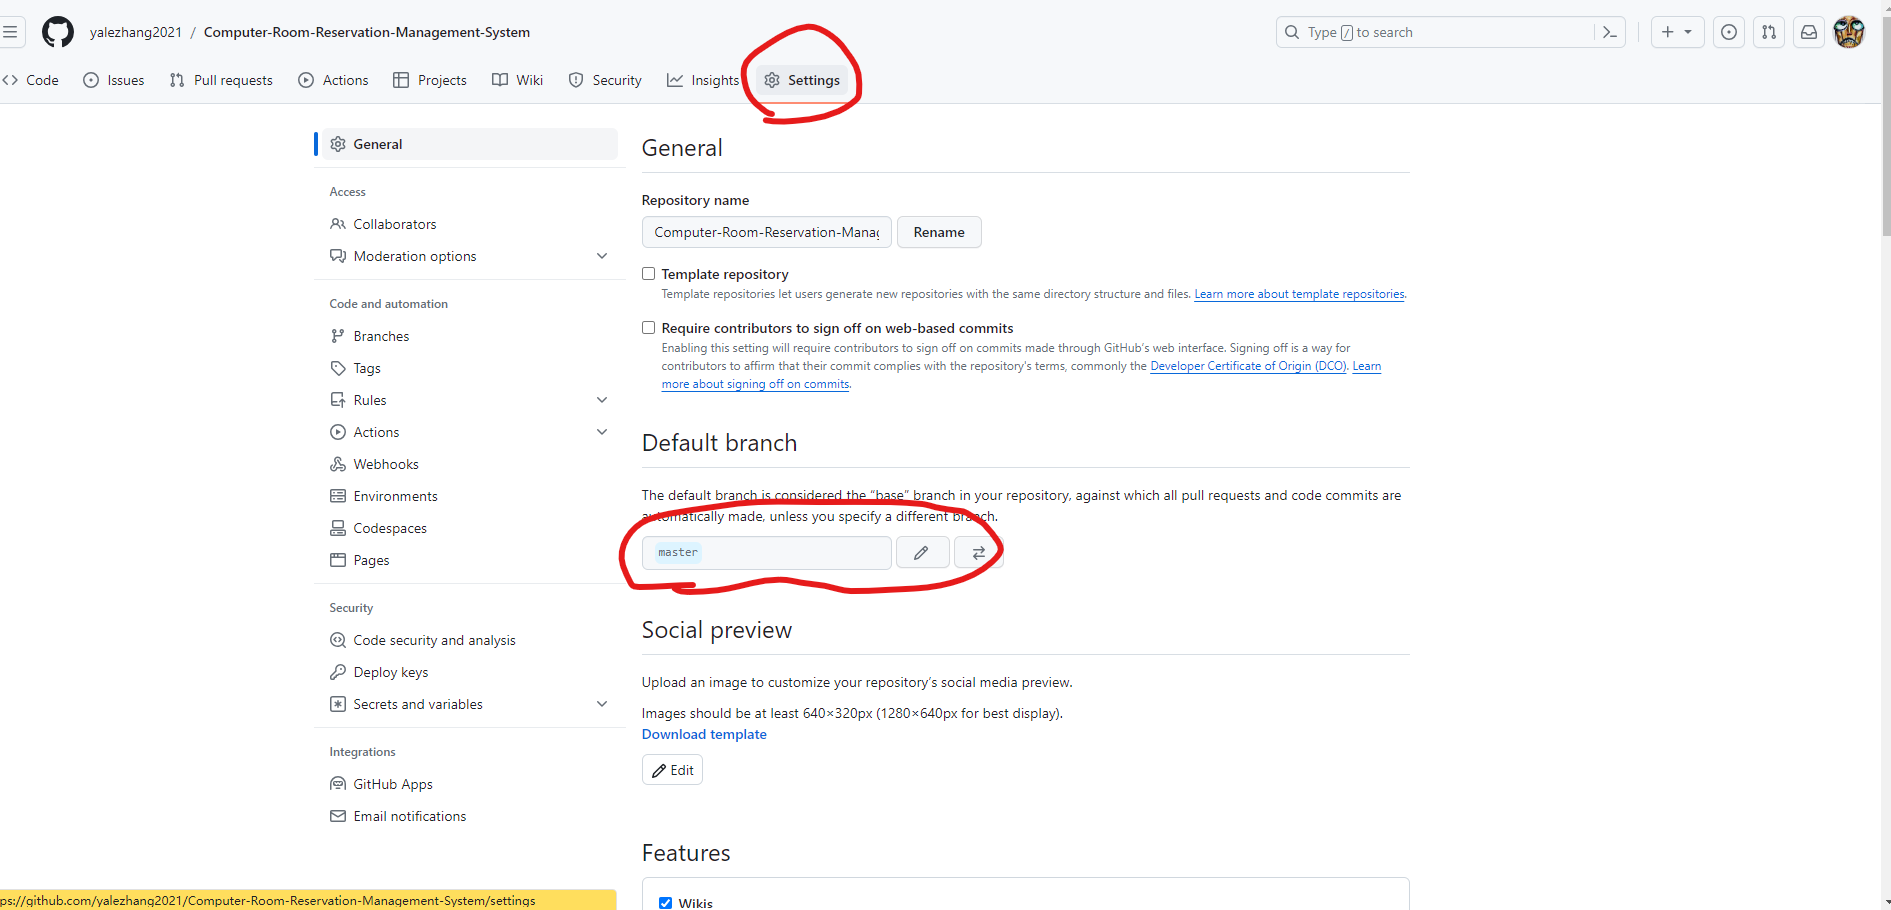 yalezhang2021 / Computer-Room-Reservation-Management-System
Type / to search
Code Issues Pull requests Actions Projects Wiki Security Insights Settings
General
Access
Collaborators
Moderation options
Code and automation
Branches
Tags
Rules
Actions
Webhooks
Environments
Codespaces
Pages
Security
Code security and analysis
Deploy keys
Secrets and variables
Integrations
GitHub Apps
Email notifications
General
Repository name
Computer-Room-Reservation-Manag
Rename
Template repository
Template repositories let users generate new repositories with the same directory structure and files. Learn more about template repositories.
Require contributors to sign off on web-based commits
Enabling this setting will require contributors to sign off on commits made through GitHub's web interface. Signing off is a way for
contributors to affirm that their commit complies with the repository's terms, commonly the Developer Certificate of Origin (DCO). Learn
more about signing off on commits.
Default branch
The default branch is considered the “base” branch in your repository, against which all pull requests and code commits are
automatically made, unless you specify a different branch.
master
Social preview
Upload an image to customize your repository's social media preview.
Images should be at least 640×320px (1280×640px for best display).
Download template
Edit
Features
Wikis
ps://github.com/yalezhang2021/Computer-Room-Reservation-Management-System/settings